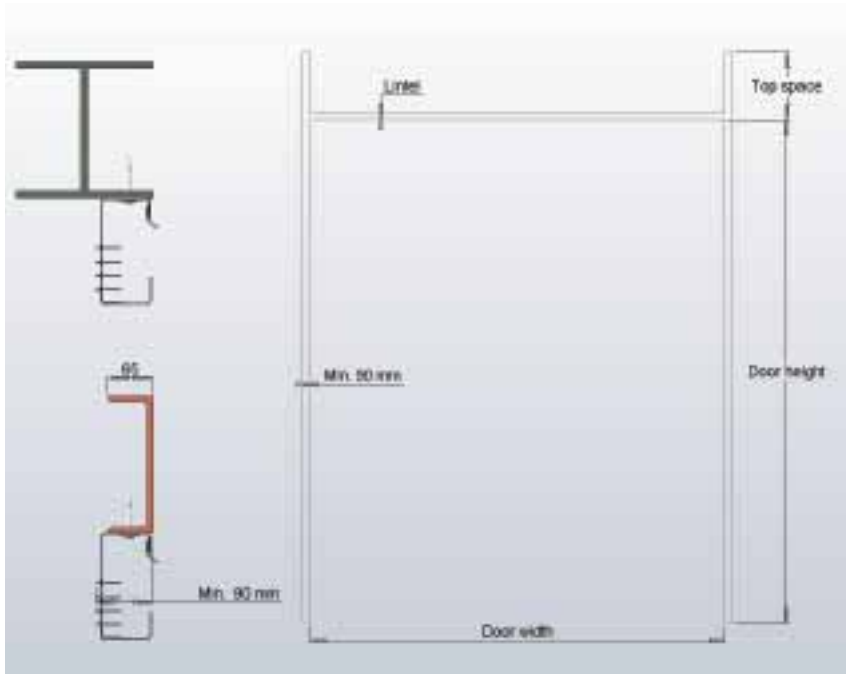 Lintel
Top space
65
Min. 90 mm
Door height
Min. 90 mm
Door width